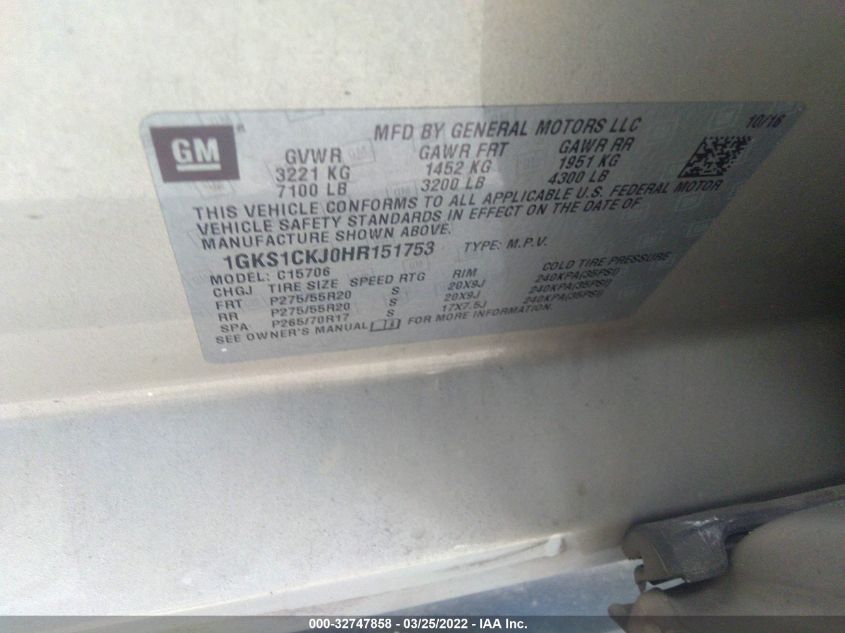 GM ®
MFD BY GENERAL MOTORS LLC 10/16
GVWR GAWR FRT GAWR RR
3221 KG 1452 KG 1951 KG
7100 LB 3200 LB 4300 LB
THIS VEHICLE CONFORMS TO ALL APPLICABLE U.S. FEDERAL MOTOR
VEHICLE SAFETY STANDARDS IN EFFECT ON THE DATE OF
MANUFACTURE SHOWN ABOVE.
1GKS1CKJ0HR151753 TYPE: M.P.V.
MODEL: C15706
CHGJ TIRE SIZE SPEED RTG RIM COLD TIRE PRESSURE
FRT P275/55R20 S 20X9J 240KPA(35PSI)
RR P275/55R20 S 20X9J 240KPA(35PSI)
SPA P265/70R17 S 17X7.5J 240KPA(35PSI)
SEE OWNER'S MANUAL FOR MORE INFORMATION.
000-32747858 - 03/25/2022 - IAA Inc.